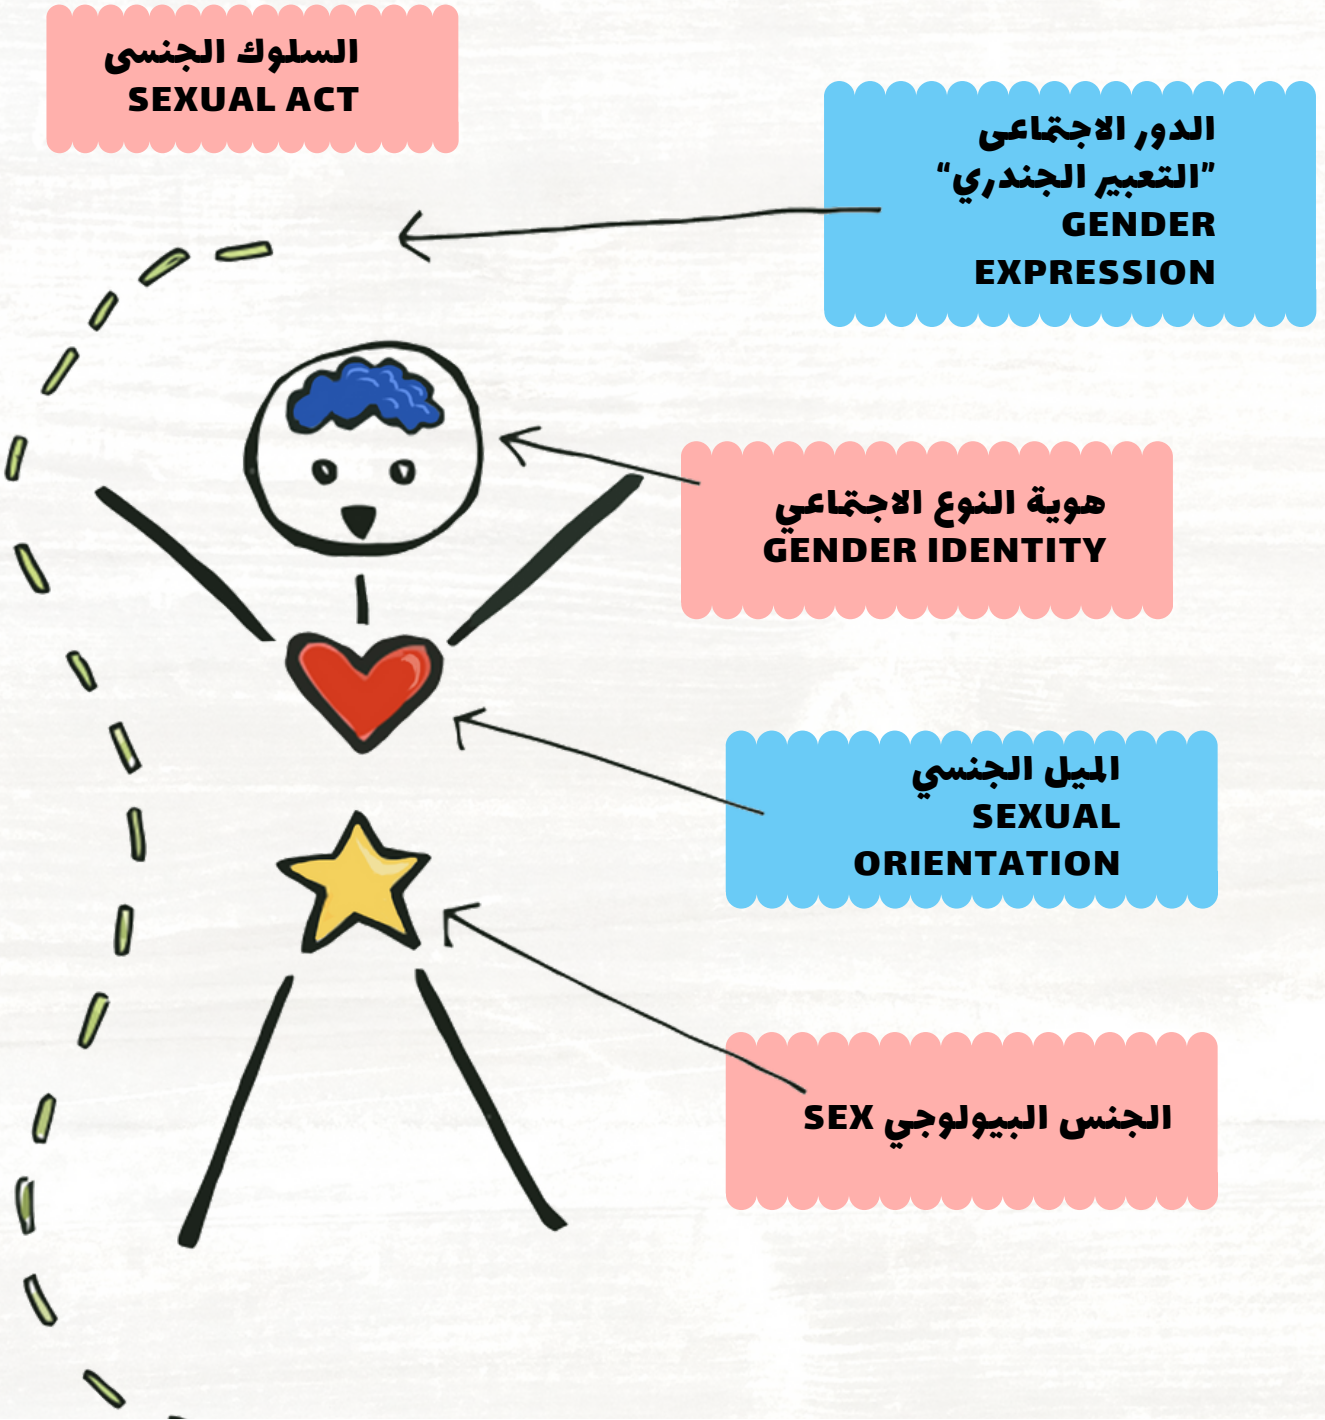 السلوك الجنسى
SEXUAL ACT
الدور الاجتماعى
"التعبير الجندري"
GENDER
EXPRESSION
هوية النوع الاجتماعي
GENDER IDENTITY
الميل الجنسي
SEXUAL
ORIENTATION
الجنس البيولوجي SEX